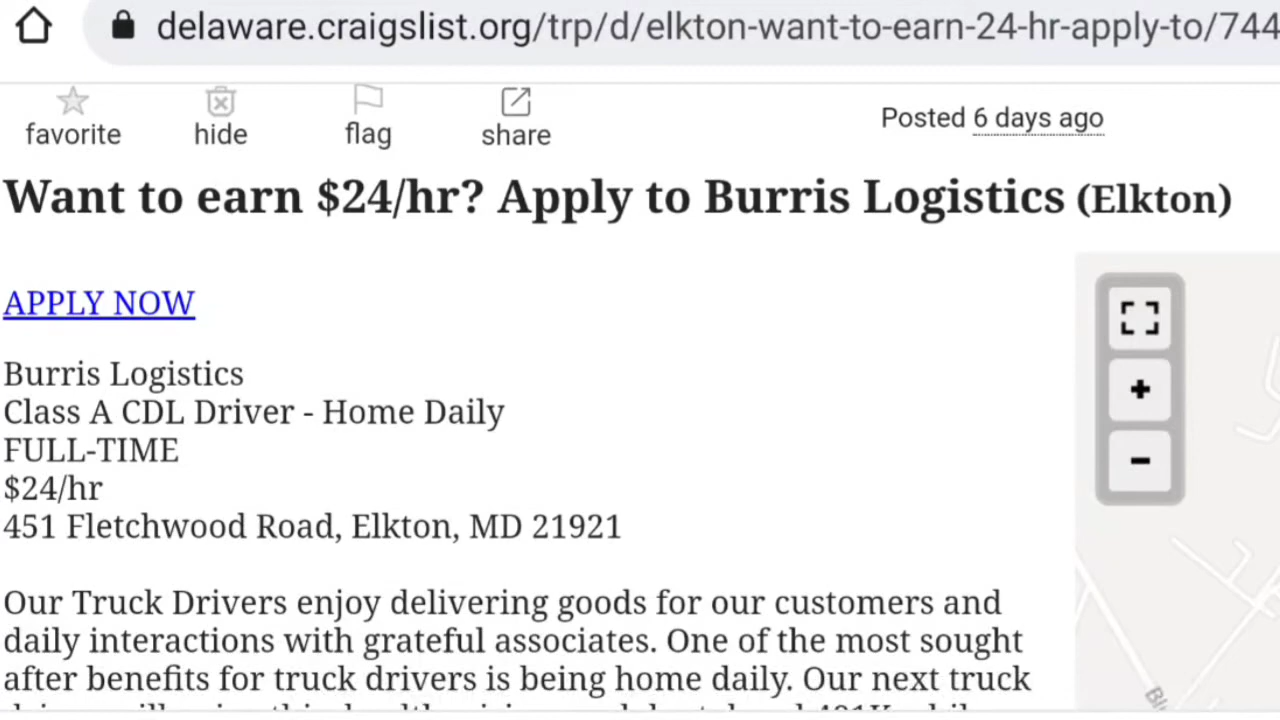 delaware.craigslist.org/trp/d/elkton-want-to-earn-24-hr-apply-to/744
favorite hide flag share Posted 6 days ago
Want to earn $24/hr? Apply to Burris Logistics (Elkton)
APPLY NOW
Burris Logistics
Class A CDL Driver - Home Daily
FULL-TIME
$24/hr
451 Fletchwood Road, Elkton, MD 21921
Our Truck Drivers enjoy delivering goods for our customers and
daily interactions with grateful associates. One of the most sought
after benefits for truck drivers is being home daily. Our next truck